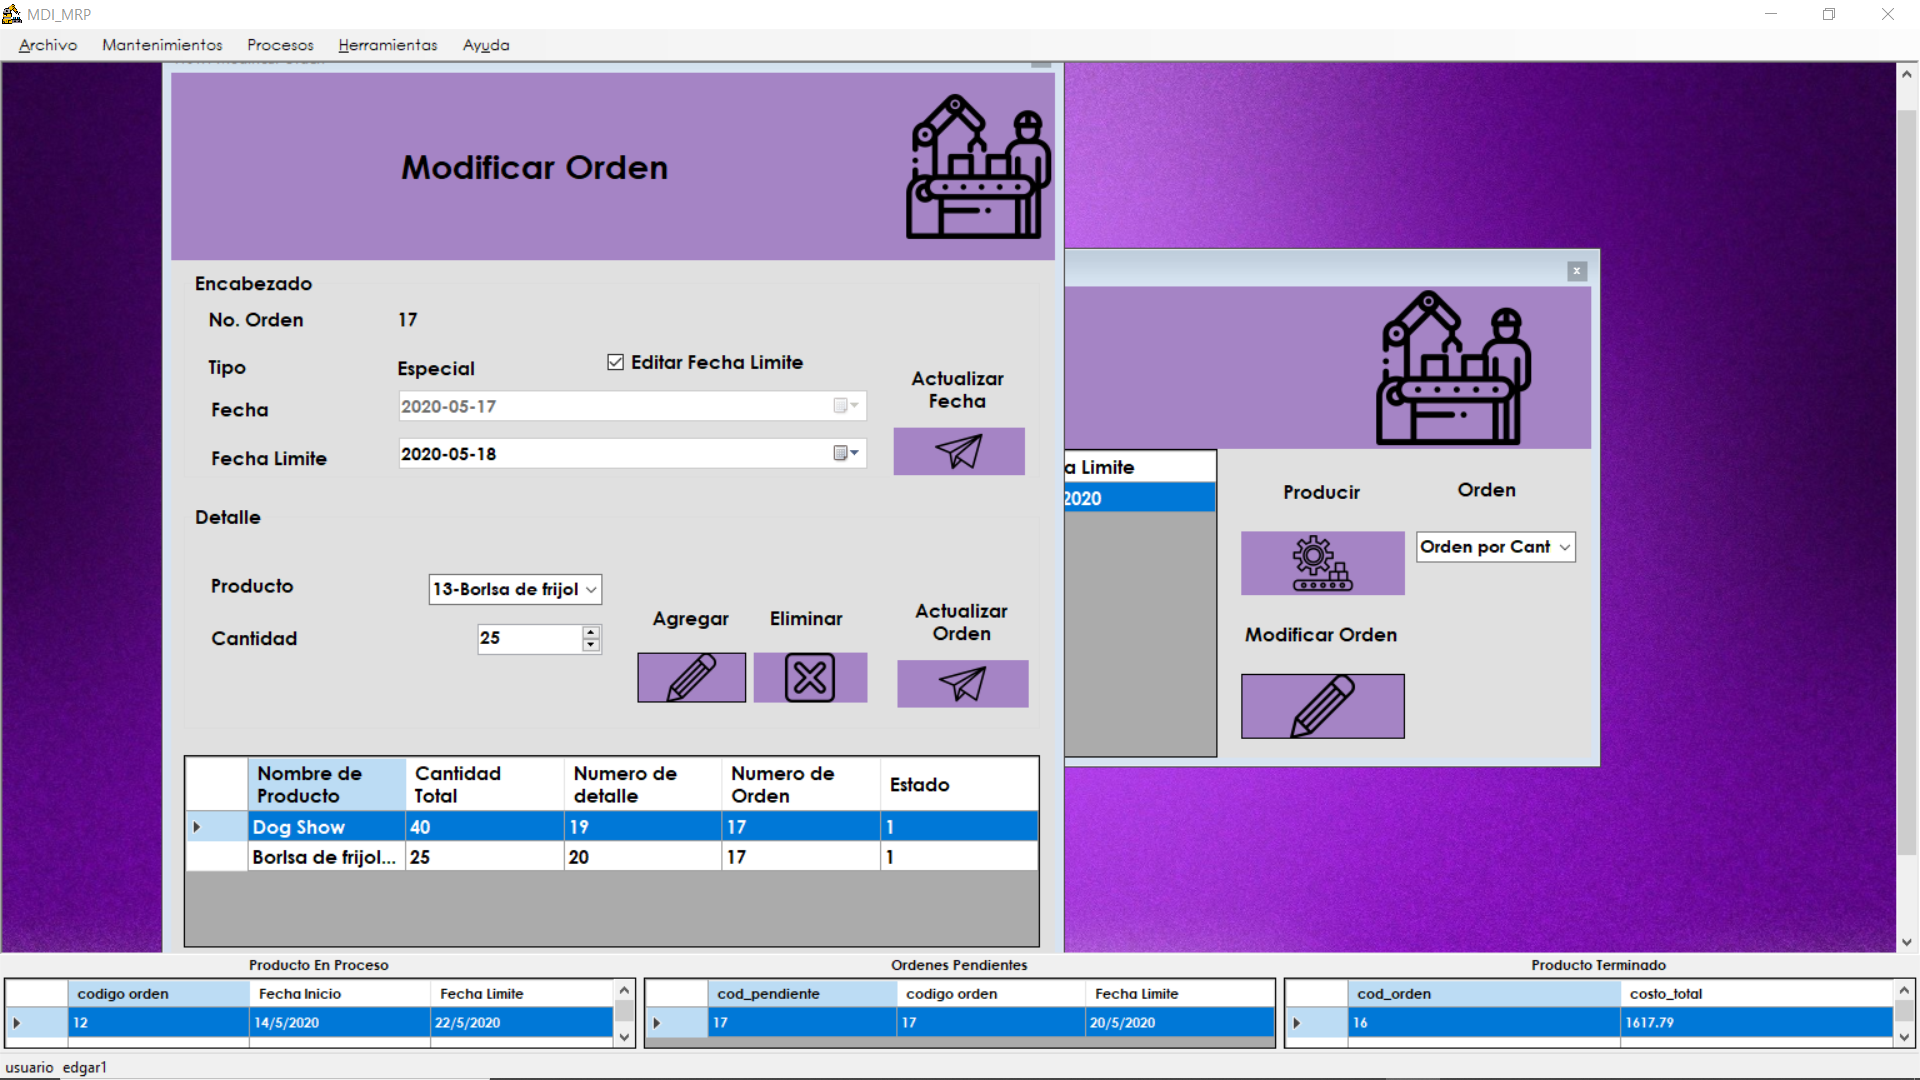 MDI_MRP
Archivo Mantenimientos Procesos Herramientas Ayuda
Modificar Orden
Encabezado
No. Orden 17
Tipo Especial
Editar Fecha Limite
Fecha 2020-05-17
Fecha Limite 2020-05-18
Actualizar
Fecha
Detalle
Producto 13-Borlsa de frijol
Cantidad 25
Agregar Eliminar
Actualizar
Orden
Nombre de Producto Cantidad Total Numero de detalle Numero de Orden Estado
Dog Show 40 19 17 1
Borlsa de frijol... 25 20 17 1
a Limite
2020
Producir Orden
Orden por Cant
Modificar Orden
Producto En Proceso
codigo orden Fecha Inicio Fecha Limite
12 14/5/2020 22/5/2020
Ordenes Pendientes
cod_pendiente codigo orden Fecha Limite
17 17 20/5/2020
Producto Terminado
cod_orden costo_total
16 1617.79
usuario edgar1